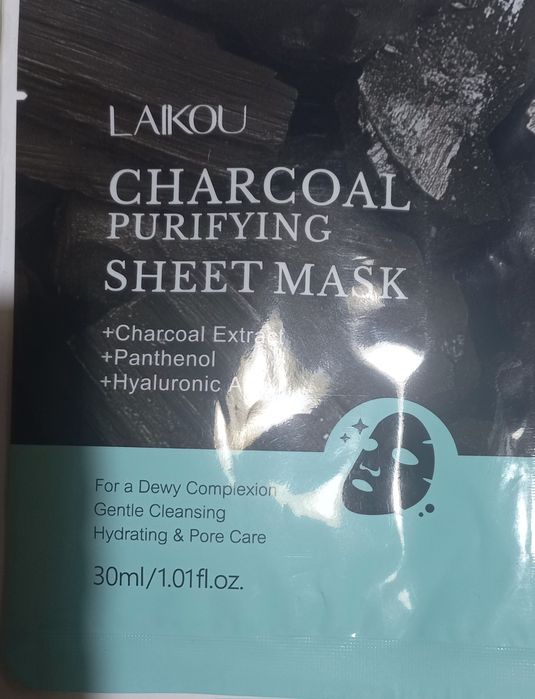 LAIKOU
CHARCOAL
PURIFYING
SHEET MASK
+Charcoal Extract
+Panthenol
+Hyaluronic
For a Dewy Complexion
Gentle Cleansing
Hydrating & Pore Care
30ml/1.01fl.oz.